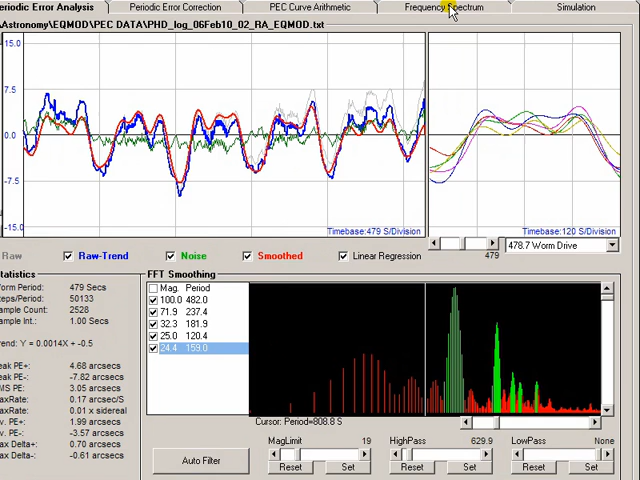 eriodic Error Analysis Periodic Error Correction PEC Curve Arithmetic Frequency Spectrum Simulation
\Astronomy\EQMOD\PEC DATA\PHD_log_06Feb10_02_RA_EQMOD.txt
15.0
7.5
0.0
-7.5
-15.0
Timebase:479 S/Division Timebase:120 S/Division
479 478.7 Worm Drive
Raw Raw-Trend Noise Smoothed Linear Regression
tatistics
orm Period: 479 Secs
teps/Period: 50133
ample Count: 2528
ample Int.: 1.00 Secs
rend: Y = 0.0014X + -0.5
eak PE+: 4.68 arcsecs
eak PE-: -7.82 arcsecs
MS PE: 3.05 arcsecs
axRate: 0.17 arcsec/S
axRate: 0.01 x sidereal
v. PE+: 1.99 arcsecs
v. PE-: -3.57 arcsecs
ax Delta+: 0.70 arcsecs
ax Delta-: -0.61 arcsecs
FFT Smoothing
Mag. Period
100.0 482.0
71.9 237.4
32.3 181.9
25.0 120.4
24.4 159.0
Cursor: Period=808.8 S
MagLimit 19 HighPass 629.9 LowPass None
Auto Filter Reset Set Reset Set Reset Set